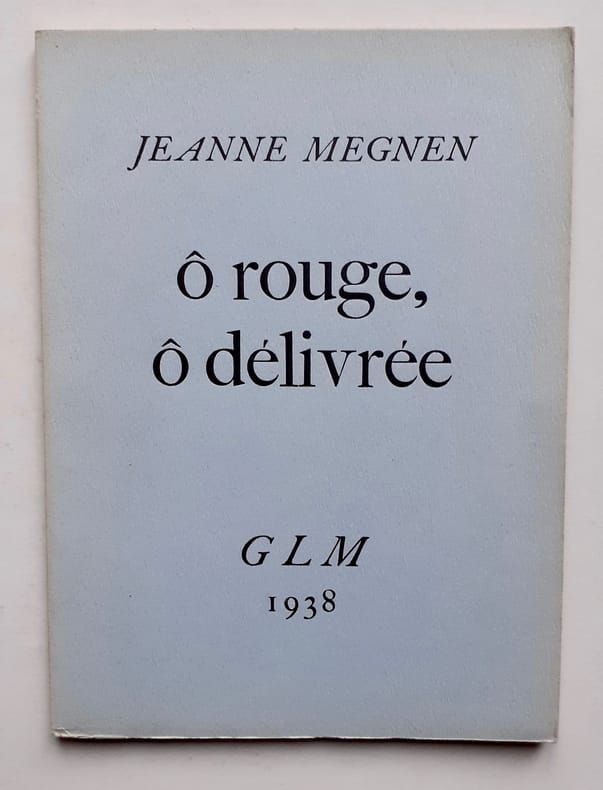 JEANNE MEGNEN
ô rouge,
ô délivrée
GLM
1938